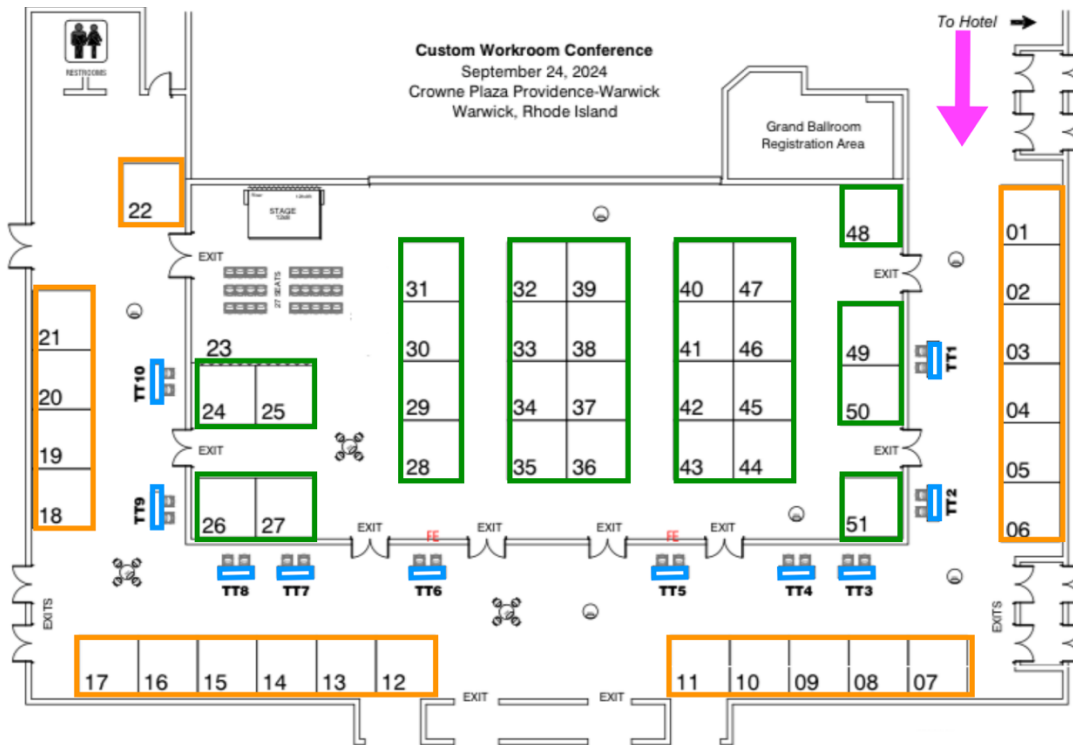 To Hotel
Custom Workroom Conference
September 24, 2024
Crowne Plaza Providence-Warwick
Warwick, Rhode Island
RESTROOMS
Grand Ballroom
Registration Area
22
STAGE
48
01
EXIT
EXIT
02
27 SEATS
31
32
39
40
47
21
30
33
38
41
46
49
03
23
TT10
TT1
20
24
25
29
34
37
42
45
50
04
EXIT
EXIT
19
28
35
36
43
44
05
18
TT9
26
27
51
TT2
06
EXIT
FE
EXIT
EXIT
FE
EXIT
TT8
TT7
TT6
TT5
TT4
TT3
EXITS
EXITS
17
16
15
14
13
12
11
10
09
08
07
EXIT
EXIT